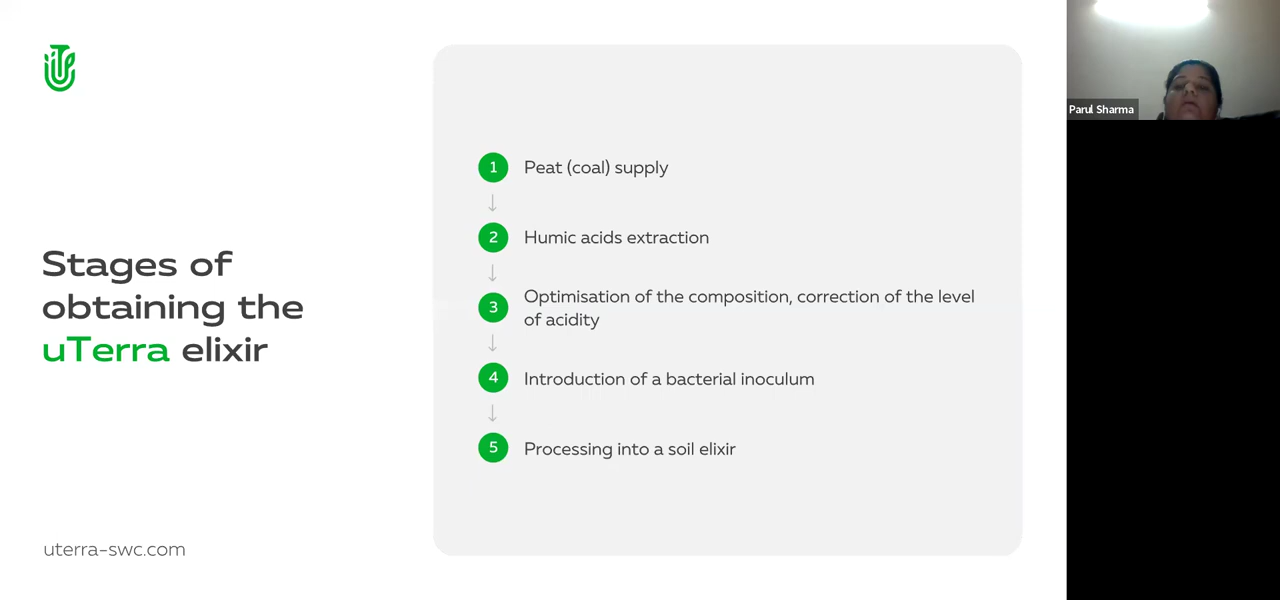 Stages of
obtaining the
uTerra elixir
uterra-swc.com
1 Peat (coal) supply
2 Humic acids extraction
3 Optimisation of the composition, correction of the level
of acidity
4 Introduction of a bacterial inoculum
5 Processing into a soil elixir
Parul Sharma